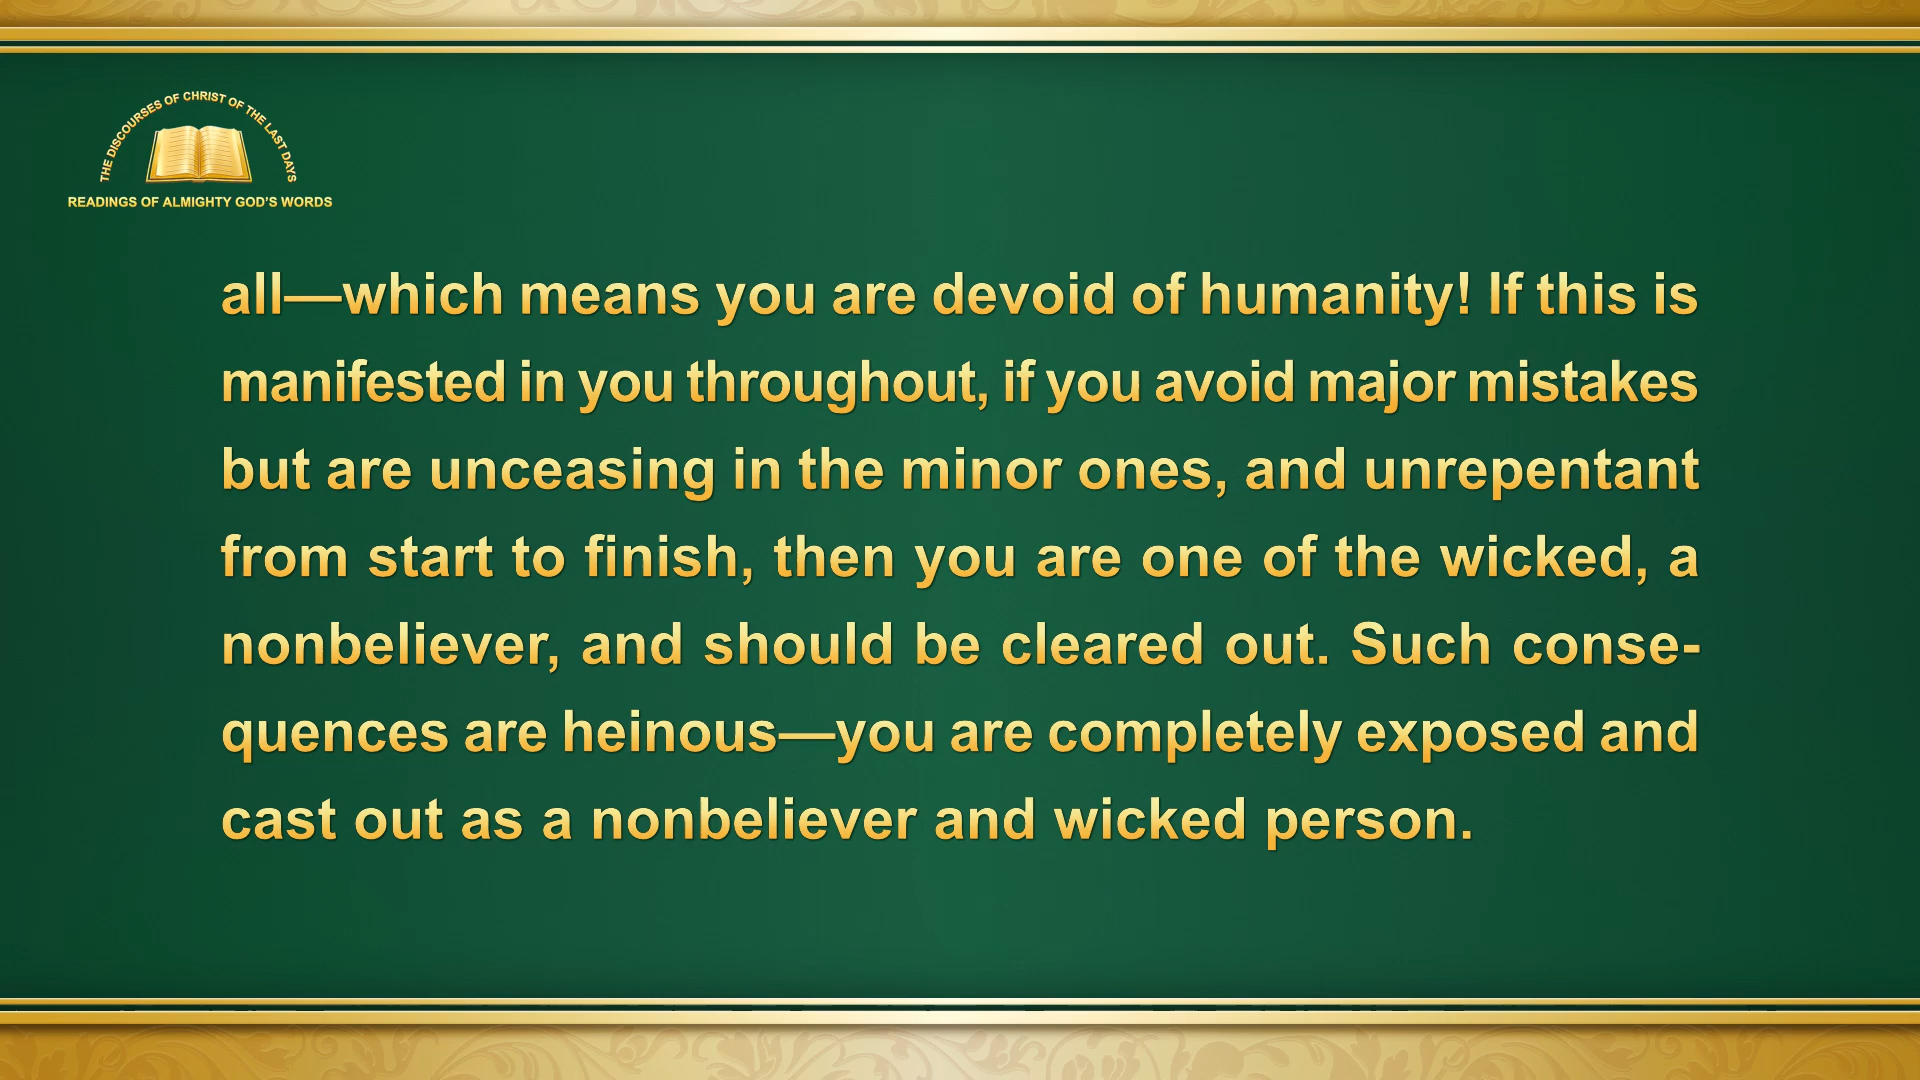 THE DISCOURSES OF CHRIST OF THE LAST DAYS
READINGS OF ALMIGHTY GOD'S WORDS
all—which means you are devoid of humanity! If this is
manifested in you throughout, if you avoid major mistakes
but are unceasing in the minor ones, and unrepentant
from start to finish, then you are one of the wicked, a
nonbeliever, and should be cleared out. Such conse-
quences are heinous—you are completely exposed and
cast out as a nonbeliever and wicked person.